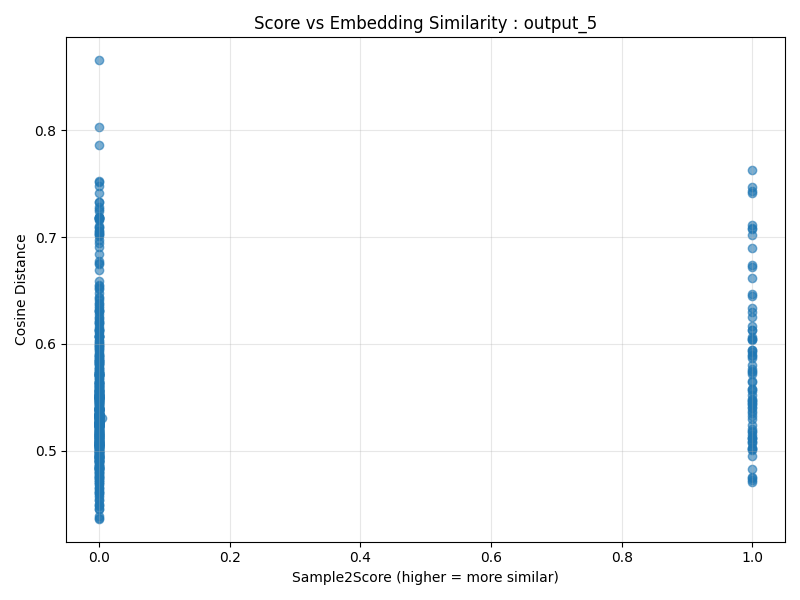 Score vs Embedding Similarity : output_5
Cosine Distance
0.8
0.7
0.6
0.5
0.0 0.2 0.4 0.6 0.8 1.0
Sample2Score (higher = more similar)